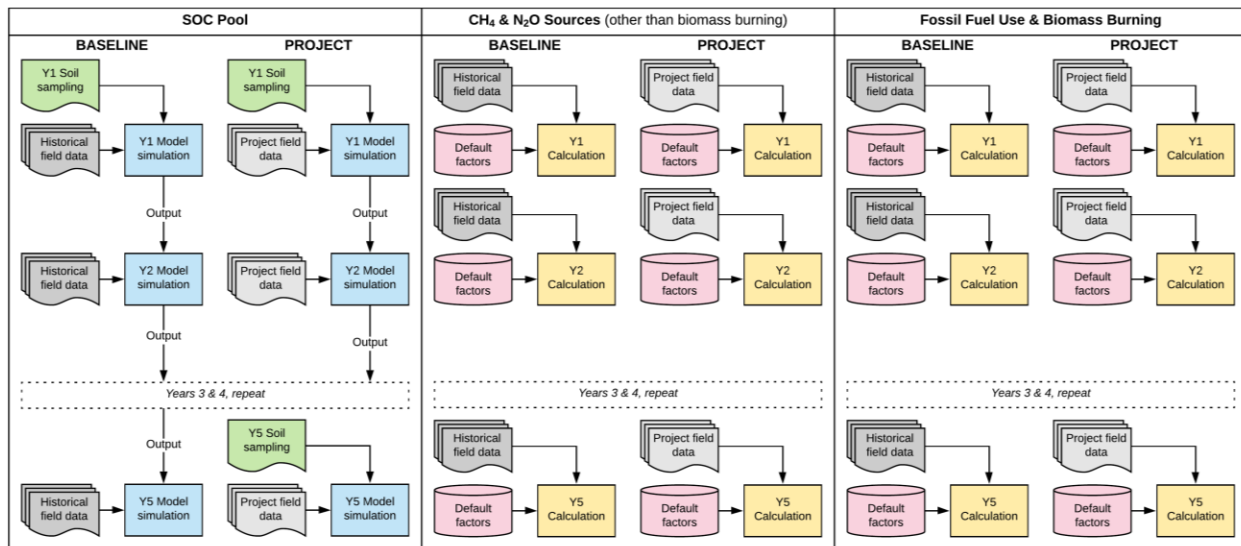 SOC Pool
BASELINE
PROJECT
Y1 Soil
sampling
Y1 Soil
sampling
Historical
field data
Y1 Model
simulation
Project field
data
Y1 Model
simulation
Output
Output
Historical
field data
Y2 Model
simulation
Project field
data
Y2 Model
simulation
Output
Output
Years 3 & 4, repeat
Output
Y5 Soil
sampling
Historical
field data
Y5 Model
simulation
Project field
data
Y5 Model
simulation
CH₄ & N₂O Sources (other than biomass burning)
BASELINE
PROJECT
Historical
field data
Project field
data
Default
factors
Y1
Calculation
Default
factors
Y1
Calculation
Historical
field data
Project field
data
Default
factors
Y2
Calculation
Default
factors
Y2
Calculation
Years 3 & 4, repeat
Historical
field data
Project field
data
Default
factors
Y5
Calculation
Default
factors
Y5
Calculation
Fossil Fuel Use & Biomass Burning
BASELINE
PROJECT
Historical
field data
Project field
data
Default
factors
Y1
Calculation
Default
factors
Y1
Calculation
Historical
field data
Project field
data
Default
factors
Y2
Calculation
Default
factors
Y2
Calculation
Years 3 & 4, repeat
Historical
field data
Project field
data
Default
factors
Y5
Calculation
Default
factors
Y5
Calculation